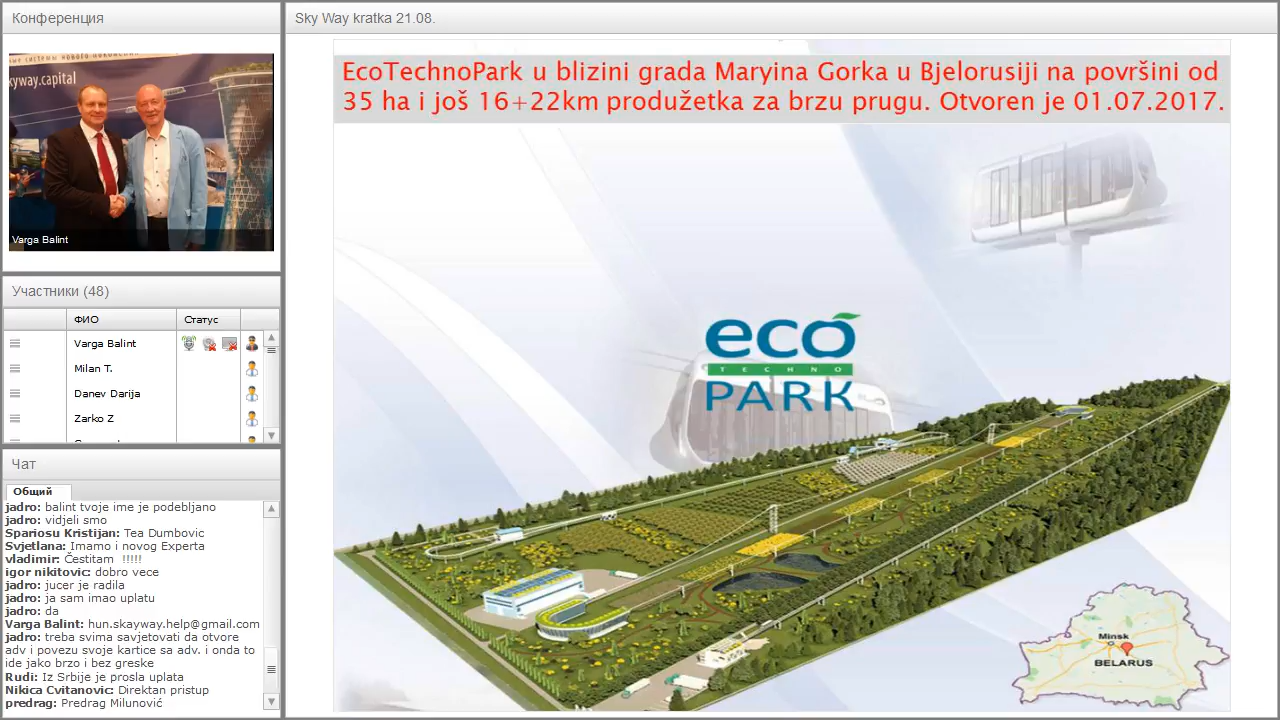 Конференция
Sky Way kratka 21.08.
kyway.capital
Varga Balint
Участники (48)
ФИО
Статус
Varga Balint
Milan T.
Danev Darija
Zarko Z
Чат
Общий
jadro: balint tvoje ime je podebljano
jadro: vidjeli smo
Spariosu Kristijan: Tea Dumbovic
Svjetlana: Imamo i novog Experta
vladimir: Čestitam !!!!!
igor nikitovic: dobro vece
jadro: jucer je radila
jadro: ja sam imao uplatu
jadro: da
Varga Balint: hun.skayway.help@gmail.com
jadro: treba svima savjetovati da otvore
adv i povezu svoje kartice sa adv. i onda to
ide jako brzo i bez greske
Rudi: Iz Srbije je prosla uplata
Nikica Cvitanovic: Direktan pristup
predrag: Predrag Milunović
EcoTechnoPark u blizini grada Maryina Gorka u Bjelorusiji na površini od
35 ha i još 16+22km produžetka za brzu prugu. Otvoren je 01.07.2017.
eco
TECHNO
PARK
Minsk
BELARUS